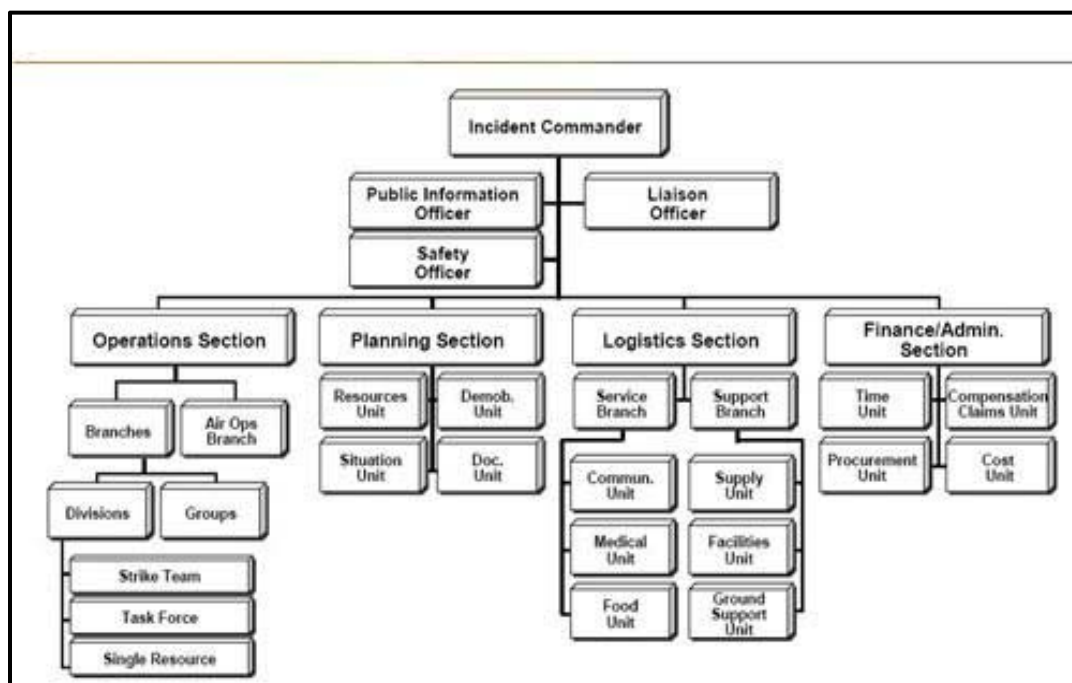 Incident Commander
Public Information
Officer
Liaison
Officer
Safety
Officer
Operations Section
Planning Section
Logistics Section
Finance/Admin.
Section
Branches
Air Ops
Branch
Divisions
Groups
Strike Team
Task Force
Single Resource
Resources
Unit
Demob.
Unit
Situation
Unit
Doc.
Unit
Service
Branch
Support
Branch
Commun.
Unit
Supply
Unit
Medical
Unit
Facilities
Unit
Food
Unit
Ground
Support
Unit
Time
Unit
Compensation
Claims Unit
Procurement
Unit
Cost
Unit